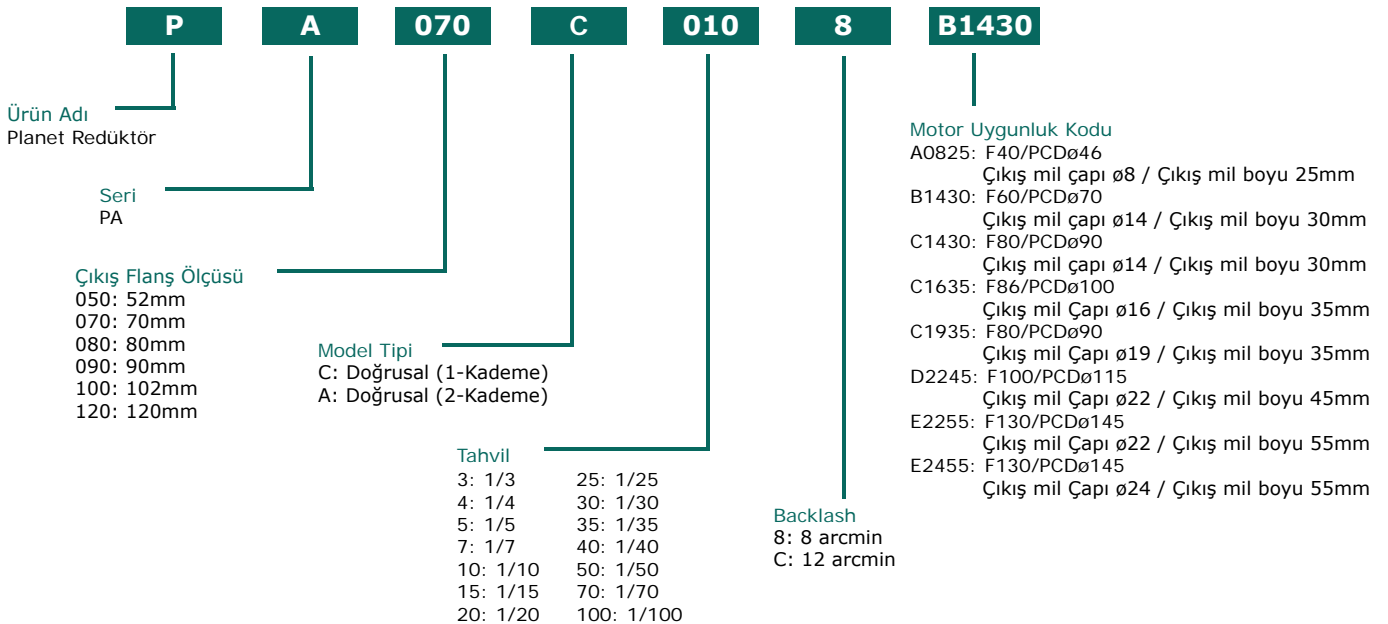 P A 070 C 010 8 B1430
Ürün Adı
Planet Redüktör
Seri
PA
Çıkış Flanş Ölçüsü
050: 52mm
070: 70mm
080: 80mm
090: 90mm
100: 102mm
120: 120mm
Model Tipi
C: Doğrusal (1-Kademe)
A: Doğrusal (2-Kademe)
Tahvil
3: 1/3 25: 1/25
4: 1/4 30: 1/30
5: 1/5 35: 1/35
7: 1/7 40: 1/40
10: 1/10 50: 1/50
15: 1/15 70: 1/70
20: 1/20 100: 1/100
Backlash
8: 8 arcmin
C: 12 arcmin
Motor Uygunluk Kodu
A0825: F40/PCDø46
Çıkış mil çapı ø8 / Çıkış mil boyu 25mm
B1430: F60/PCDø70
Çıkış mil çapı ø14 / Çıkış mil boyu 30mm
C1430: F80/PCDø90
Çıkış mil çapı ø14 / Çıkış mil boyu 30mm
C1635: F86/PCDø100
Çıkış mil Çapı ø16 / Çıkış mil boyu 35mm
C1935: F80/PCDø90
Çıkış mil Çapı ø19 / Çıkış mil boyu 35mm
D2245: F100/PCDø115
Çıkış mil Çapı ø22 / Çıkış mil boyu 45mm
E2255: F130/PCDø145
Çıkış mil Çapı ø22 / Çıkış mil boyu 55mm
E2455: F130/PCDø145
Çıkış mil Çapı ø24 / Çıkış mil boyu 55mm